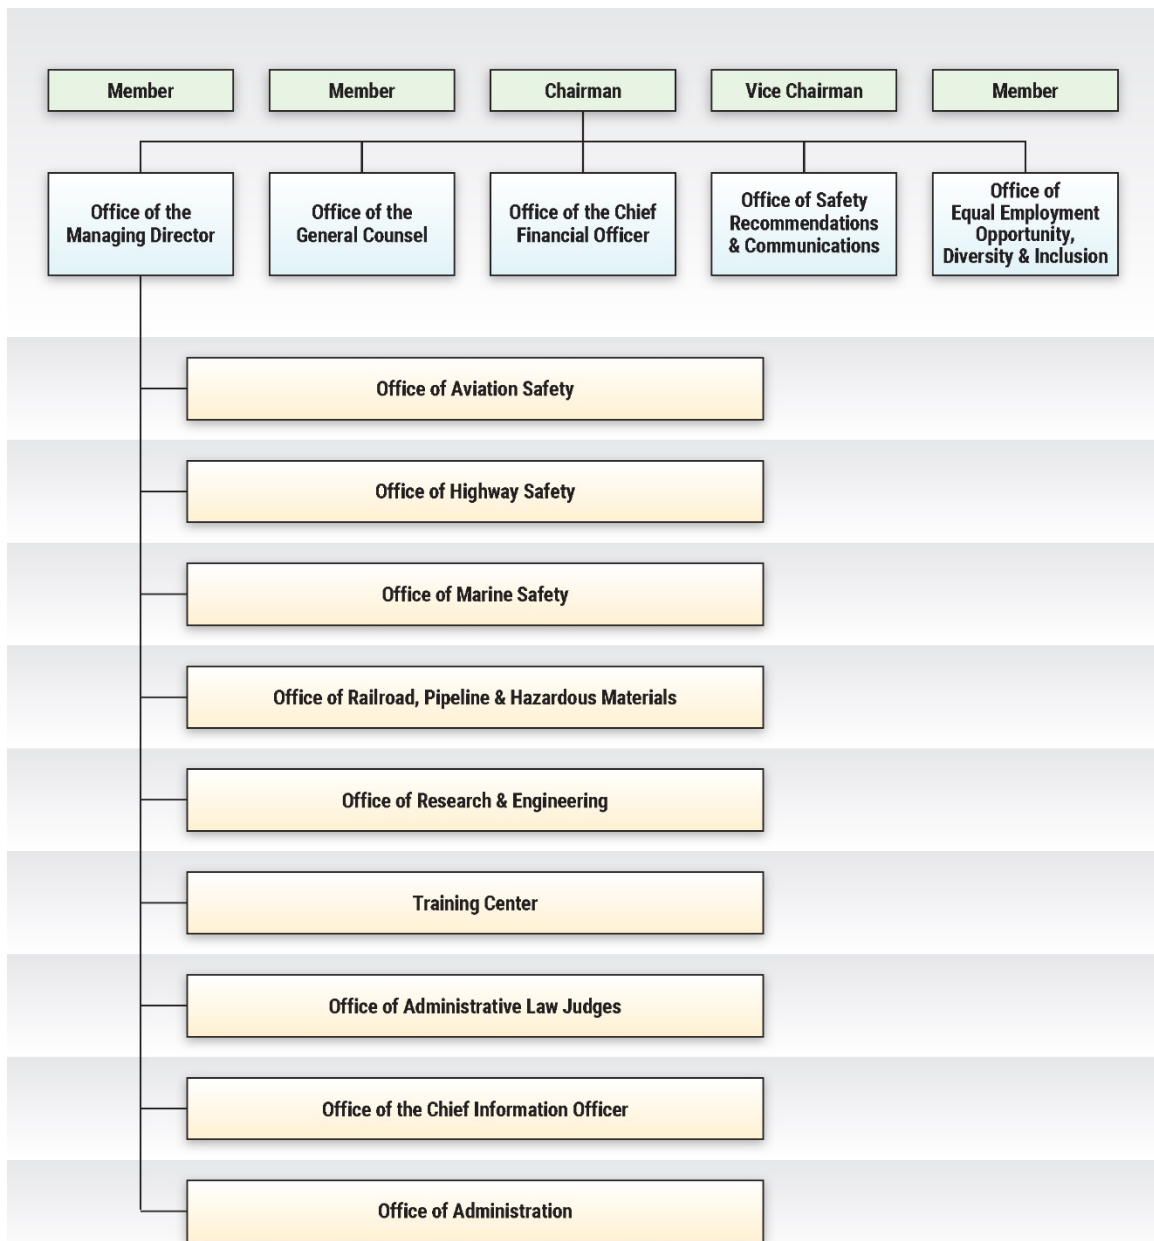 Member
Member
Chairman
Vice Chairman
Member
Office of the
Managing Director
Office of the
General Counsel
Office of the Chief
Financial Officer
Office of Safety
Recommendations
& Communications
Office of
Equal Employment
Opportunity,
Diversity & Inclusion
Office of Aviation Safety
Office of Highway Safety
Office of Marine Safety
Office of Railroad, Pipeline & Hazardous Materials
Office of Research & Engineering
Training Center
Office of Administrative Law Judges
Office of the Chief Information Officer
Office of Administration